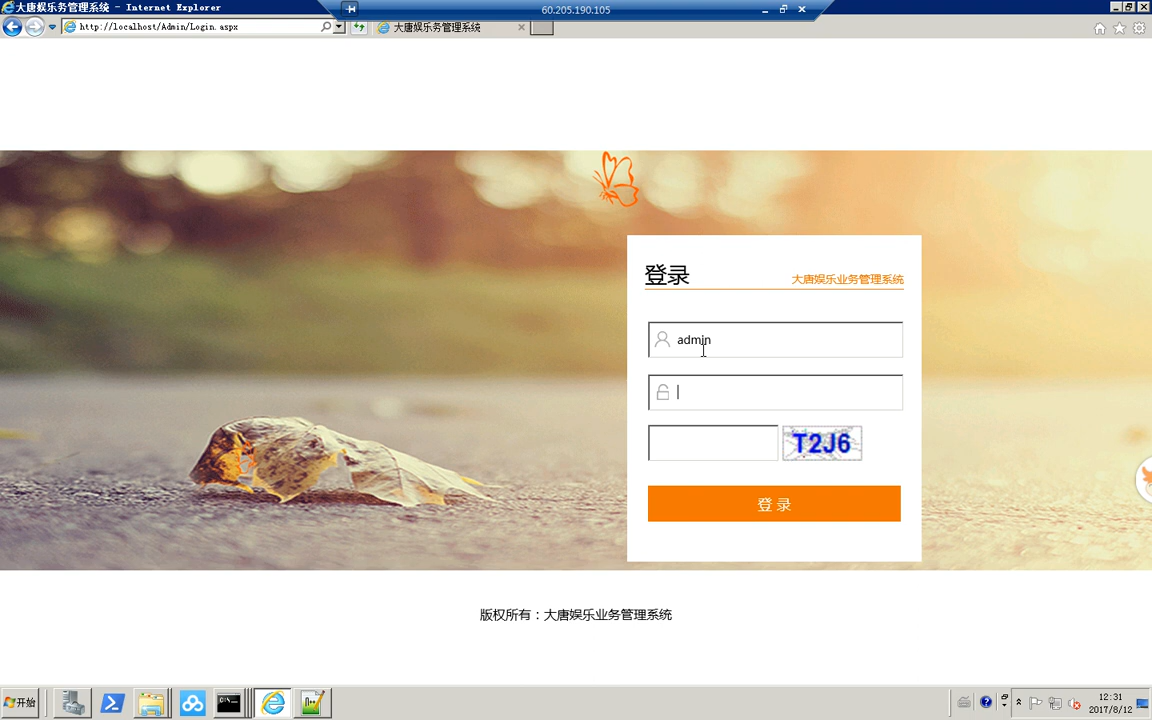 大唐娱乐务管理系统 - Internet Explorer
60.205.190.105
http://localhost/Admin/Login.aspx
大唐娱乐务管理系统
登录
大唐娱乐业务管理系统
admin
T2J6
登 录
版权所有：大唐娱乐业务管理系统
开始
12:31
2017/8/12